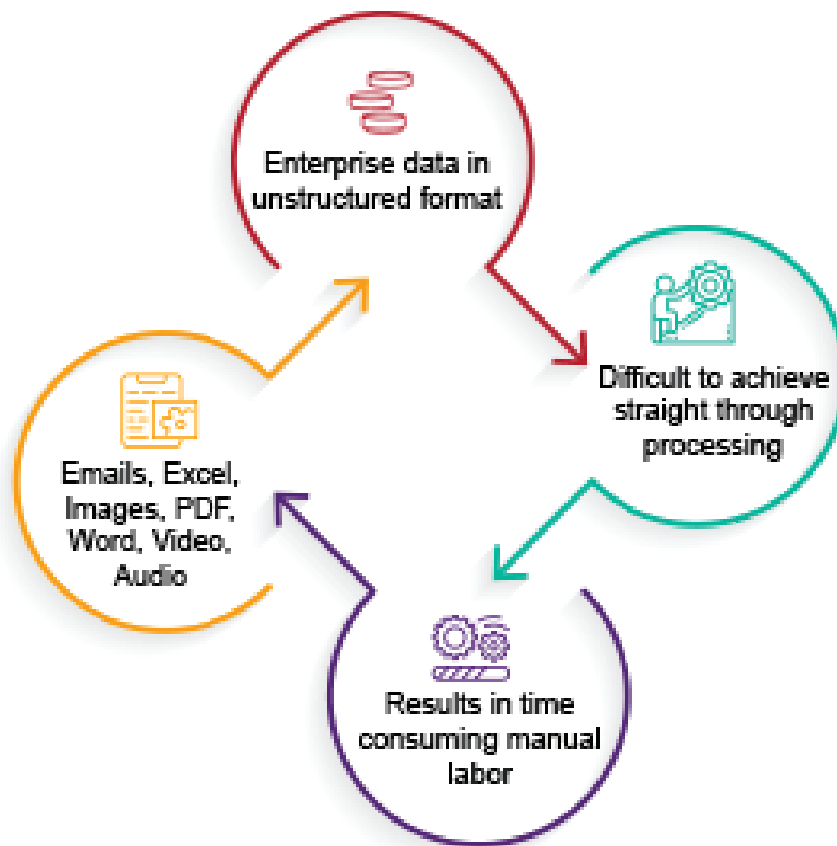 Enterprise data in
unstructured format
Difficult to achieve
straight through
processing
Results in time
consuming manual
labor
Emails, Excel,
Images, PDF,
Word, Video,
Audio